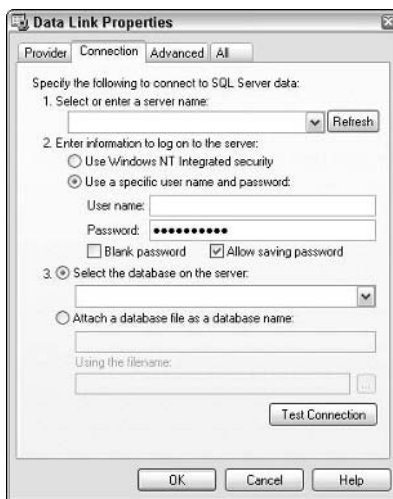 Data Link Properties
Provider Connection Advanced All
Specify the following to connect to SQL Server data:
1. Select or enter a server name:
Refresh
2. Enter information to log on to the server:
Use Windows NT Integrated security
Use a specific user name and password:
User name:
Password: ••••••••••
Blank password Allow saving password
3. Select the database on the server:
Attach a database file as a database name:
Using the filename:
...
Test Connection
OK Cancel Help